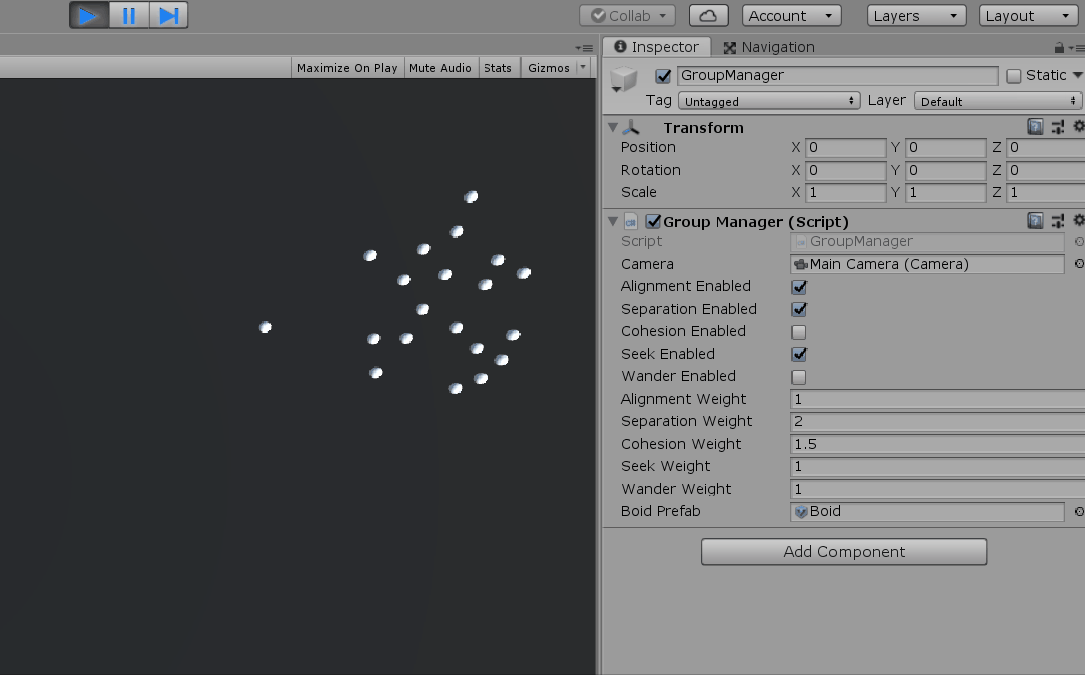 Collab Account Layers Layout
Inspector Navigation
Maximize On Play Mute Audio Stats Gizmos
GroupManager Static
Tag Untagged Layer Default
Transform
Position X 0 Y 0 Z 0
Rotation X 0 Y 0 Z 0
Scale X 1 Y 1 Z 1
Group Manager (Script)
Script GroupManager
Camera Main Camera (Camera)
Alignment Enabled
Separation Enabled
Cohesion Enabled
Seek Enabled
Wander Enabled
Alignment Weight 1
Separation Weight 2
Cohesion Weight 1.5
Seek Weight 1
Wander Weight 1
Boid Prefab Boid
Add Component